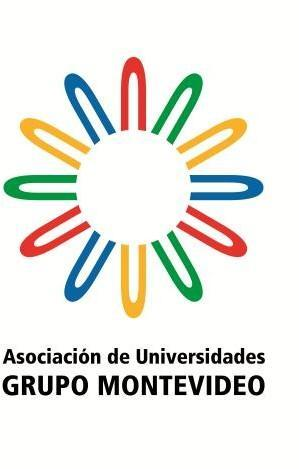 Asociación de Universidades
GRUPO MONTEVIDEO